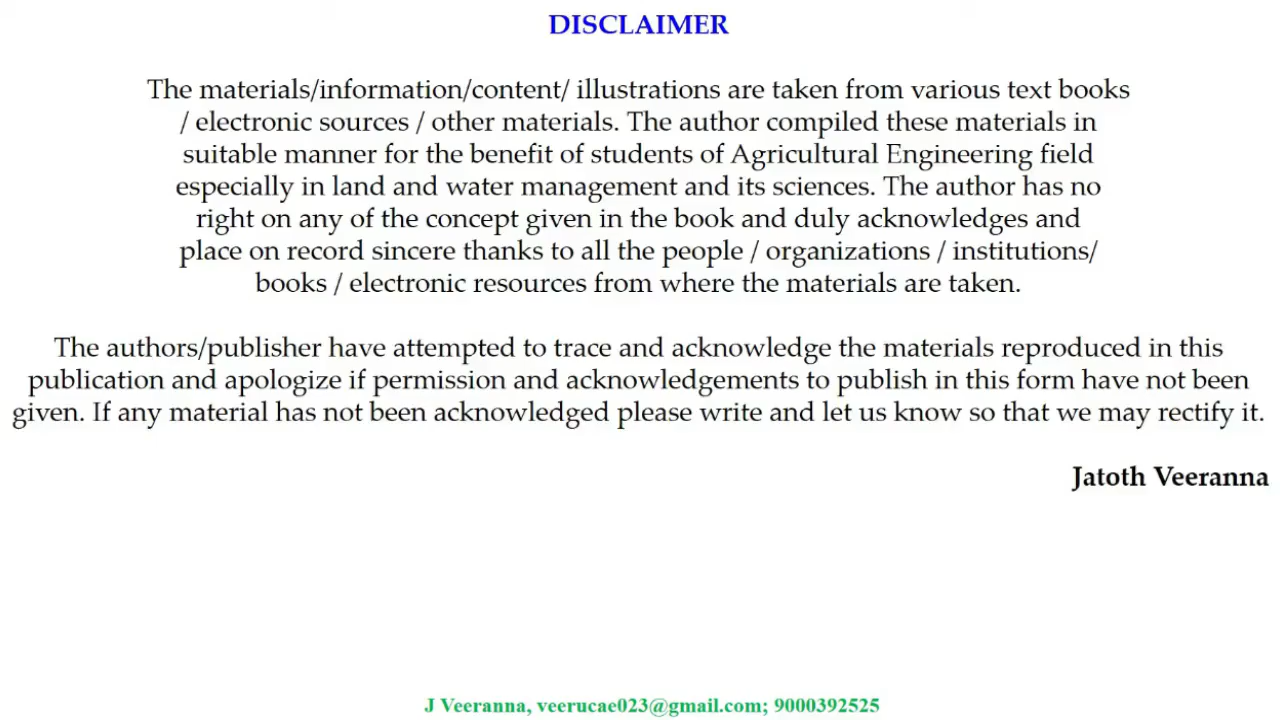 DISCLAIMER
The materials/information/content/ illustrations are taken from various text books
/ electronic sources / other materials. The author compiled these materials in
suitable manner for the benefit of students of Agricultural Engineering field
especially in land and water management and its sciences. The author has no
right on any of the concept given in the book and duly acknowledges and
place on record sincere thanks to all the people / organizations / institutions/
books / electronic resources from where the materials are taken.
The authors/publisher have attempted to trace and acknowledge the materials reproduced in this
publication and apologize if permission and acknowledgements to publish in this form have not been
given. If any material has not been acknowledged please write and let us know so that we may rectify it.
Jatoth Veeranna
J Veeranna, veerucae023@gmail.com; 9000392525